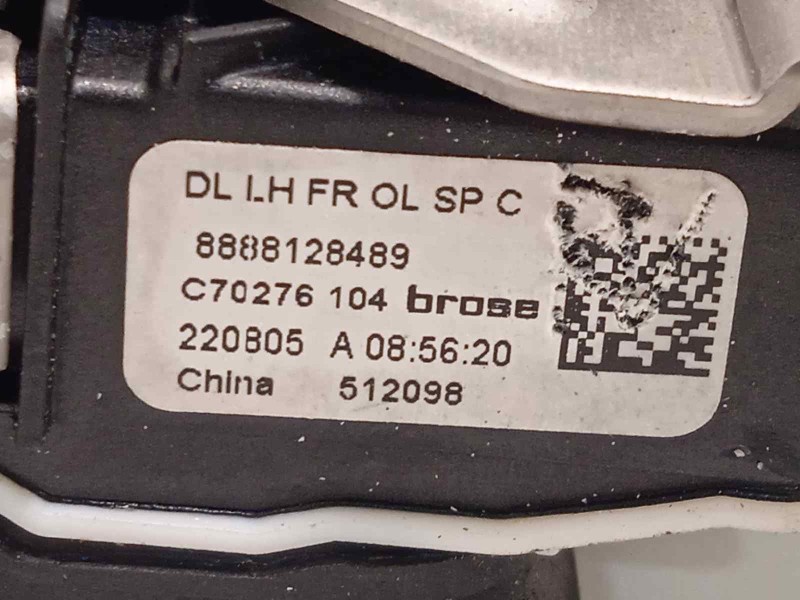 DL LH FR OL SP C
8888128489
C70276 104 brose
220805 A 08:56:20
China 512098